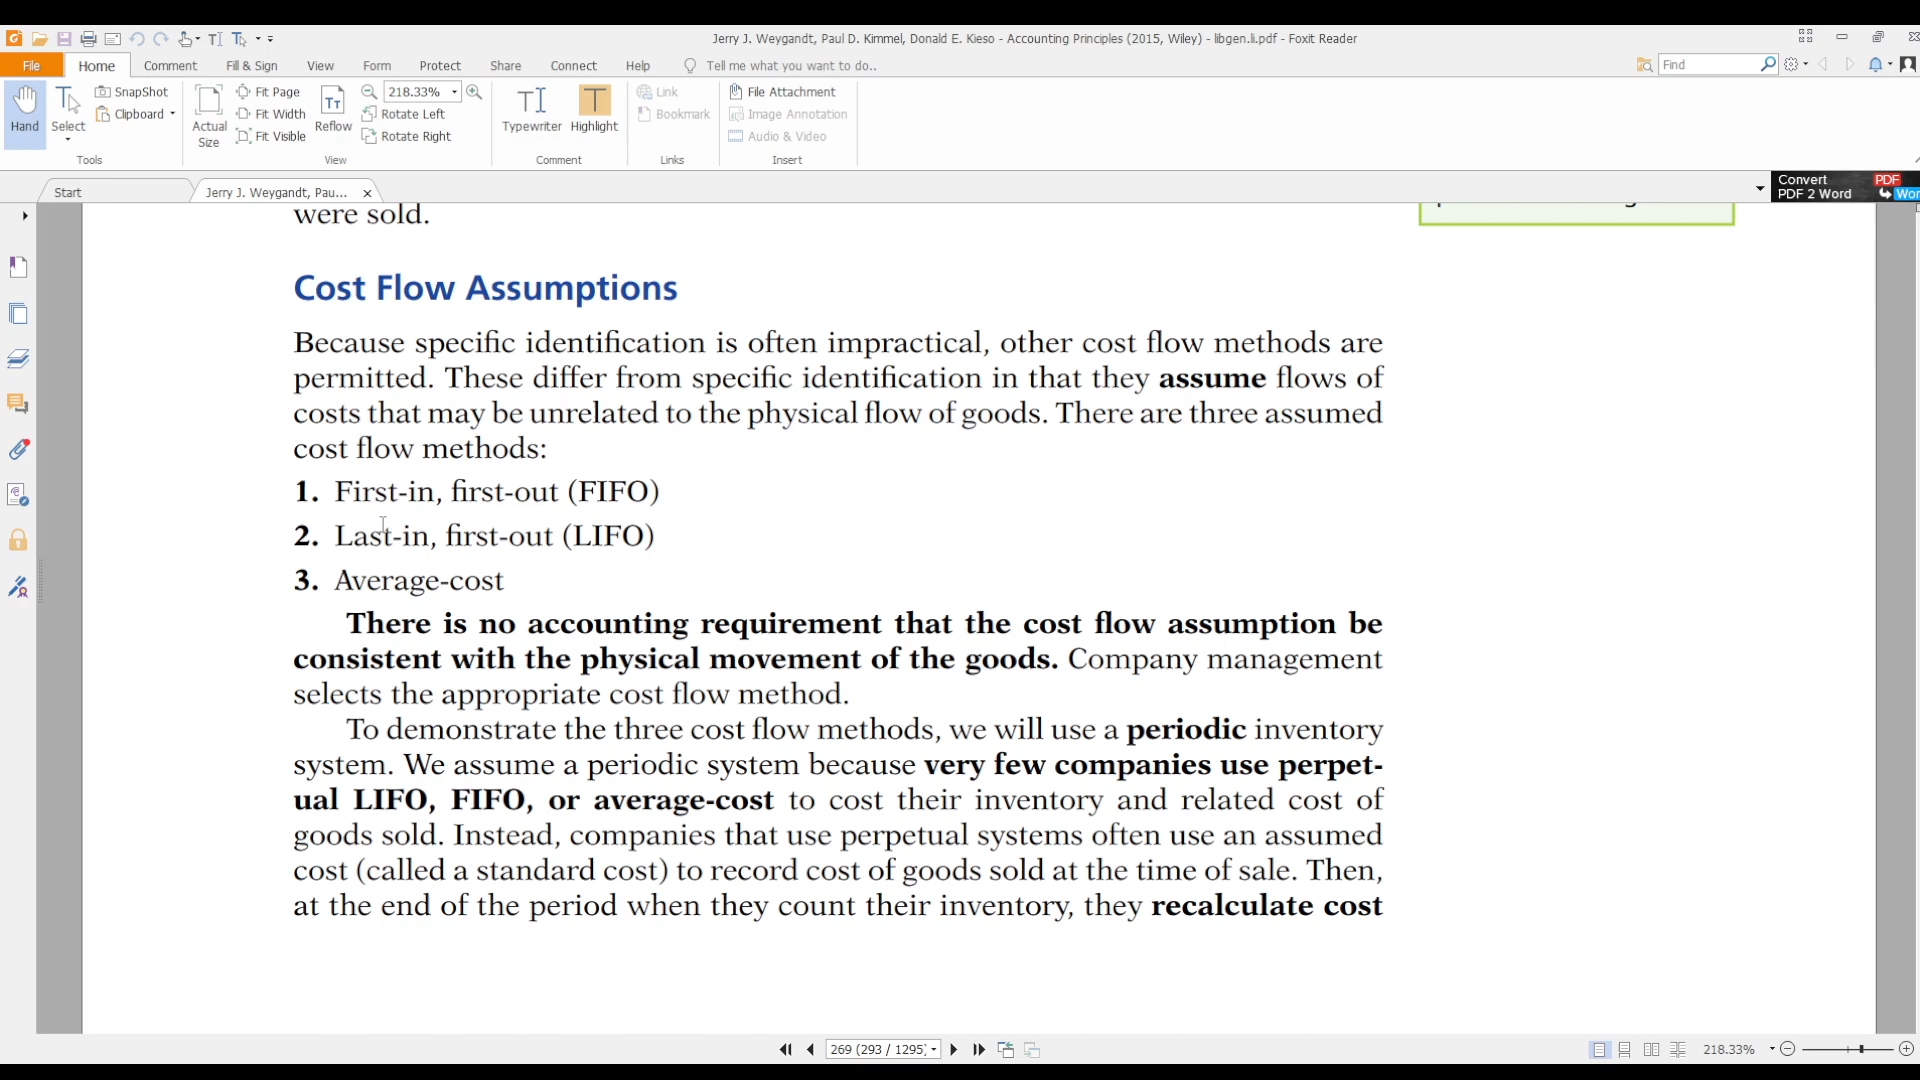 Jerry J. Weygandt, Paul D. Kimmel, Donald E. Kieso - Accounting Principles (2015, Wiley) - libgen.li.pdf - Foxit Reader
File Home Comment Fill & Sign View Form Protect Share Connect Help Tell me what you want to do.. Find
Hand Select SnapShot Clipboard
Actual Size Fit Page Fit Width Fit Visible Reflow 218.33% Rotate Left Rotate Right
Typewriter Highlight
Link Bookmark
File Attachment Image Annotation Audio & Video
Tools View Comment Links Insert
Start Jerry J. Weygandt, Pau... Convert PDF
PDF 2 Word Wor
were sold.
Cost Flow Assumptions
Because specific identification is often impractical, other cost flow methods are
permitted. These differ from specific identification in that they assume flows of
costs that may be unrelated to the physical flow of goods. There are three assumed
cost flow methods:
1. First-in, first-out (FIFO)
2. Last-in, first-out (LIFO)
3. Average-cost
There is no accounting requirement that the cost flow assumption be
consistent with the physical movement of the goods. Company management
selects the appropriate cost flow method.
To demonstrate the three cost flow methods, we will use a periodic inventory
system. We assume a periodic system because very few companies use perpet-
ual LIFO, FIFO, or average-cost to cost their inventory and related cost of
goods sold. Instead, companies that use perpetual systems often use an assumed
cost (called a standard cost) to record cost of goods sold at the time of sale. Then,
at the end of the period when they count their inventory, they recalculate cost
269 (293 / 1295) 218.33%